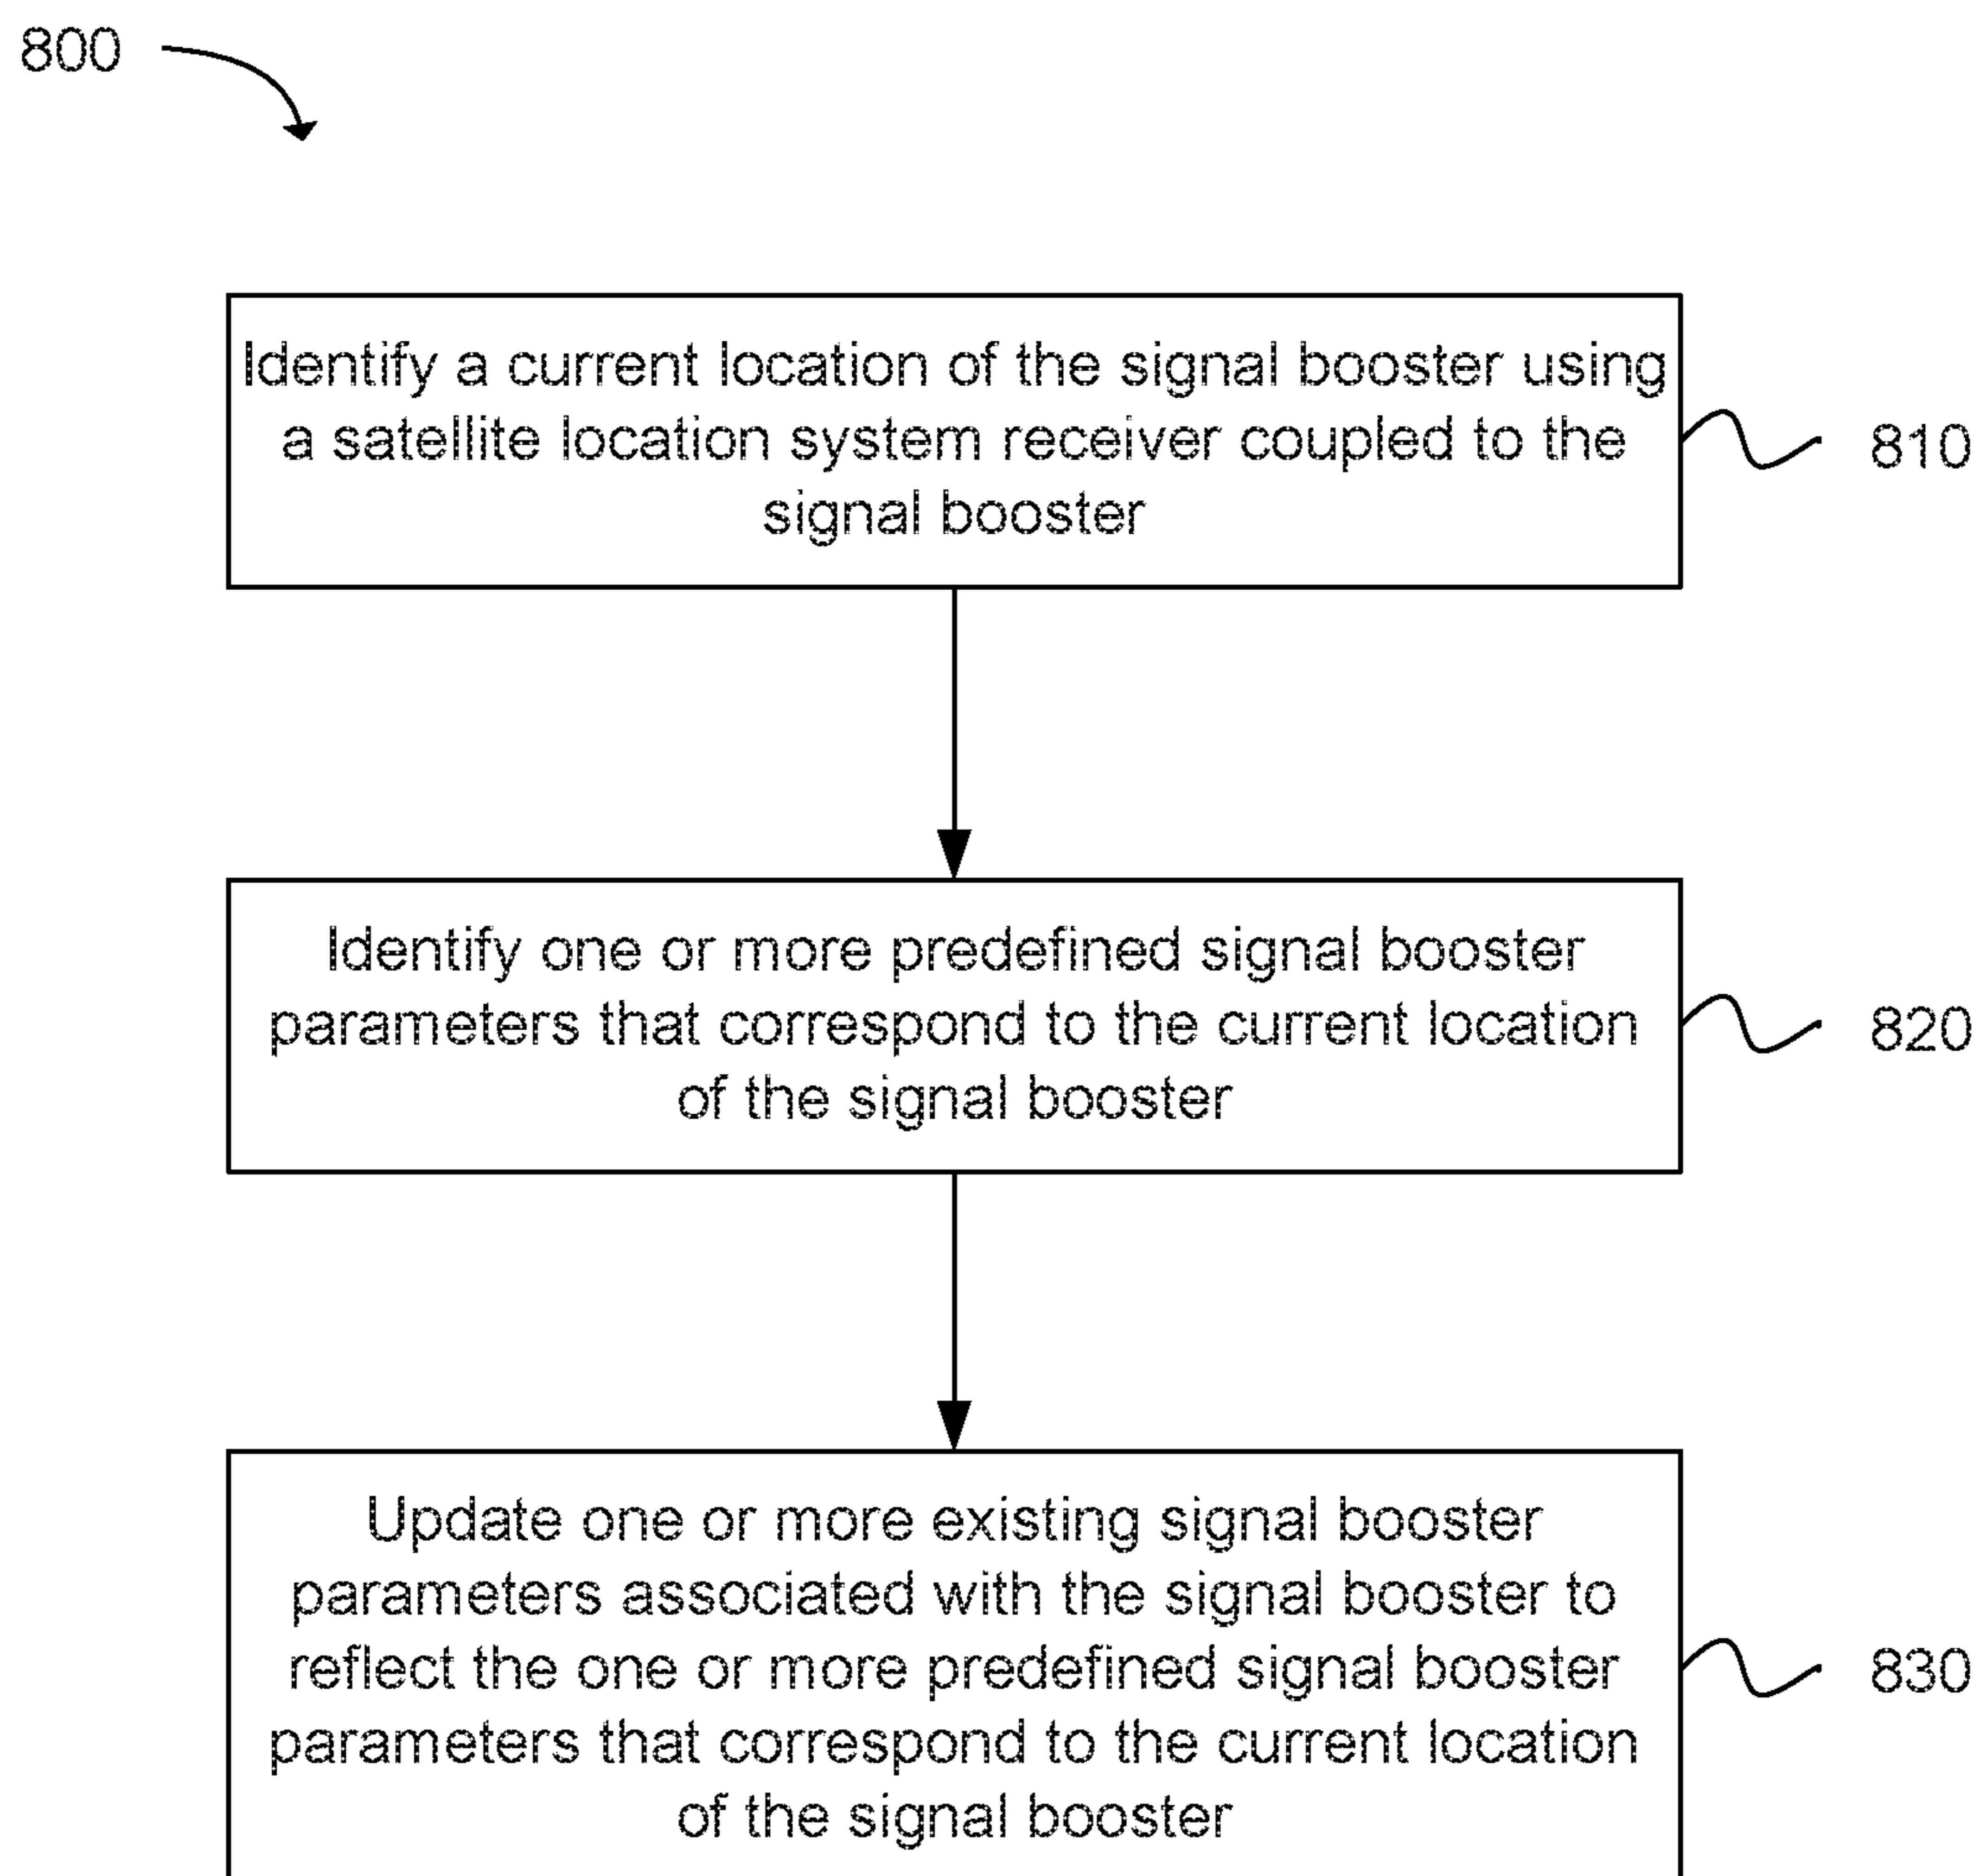 800
Identify a current location of the signal booster using
a satellite location system receiver coupled to the
signal booster
810
Identify one or more predefined signal booster
parameters that correspond to the current location
of the signal booster
820
Update one or more existing signal booster
parameters associated with the signal booster to
reflect the one or more predefined signal booster
parameters that correspond to the current location
of the signal booster
830